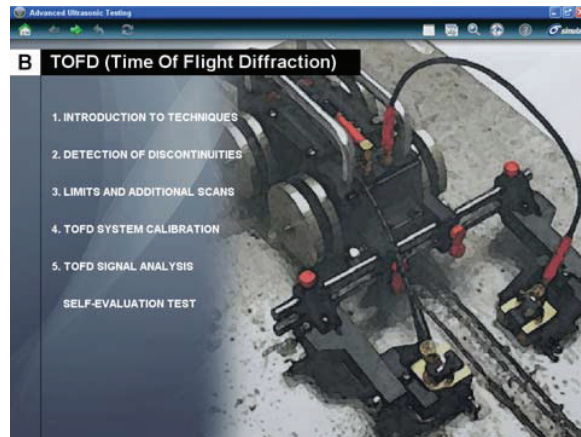 Advanced Ultrasonic Testing
B TOFD (Time Of Flight Diffraction)
1. INTRODUCTION TO TECHNIQUES
2. DETECTION OF DISCONTINUITIES
3. LIMITS AND ADDITIONAL SCANS
4. TOFD SYSTEM CALIBRATION
5. TOFD SIGNAL ANALYSIS
SELF-EVALUATION TEST